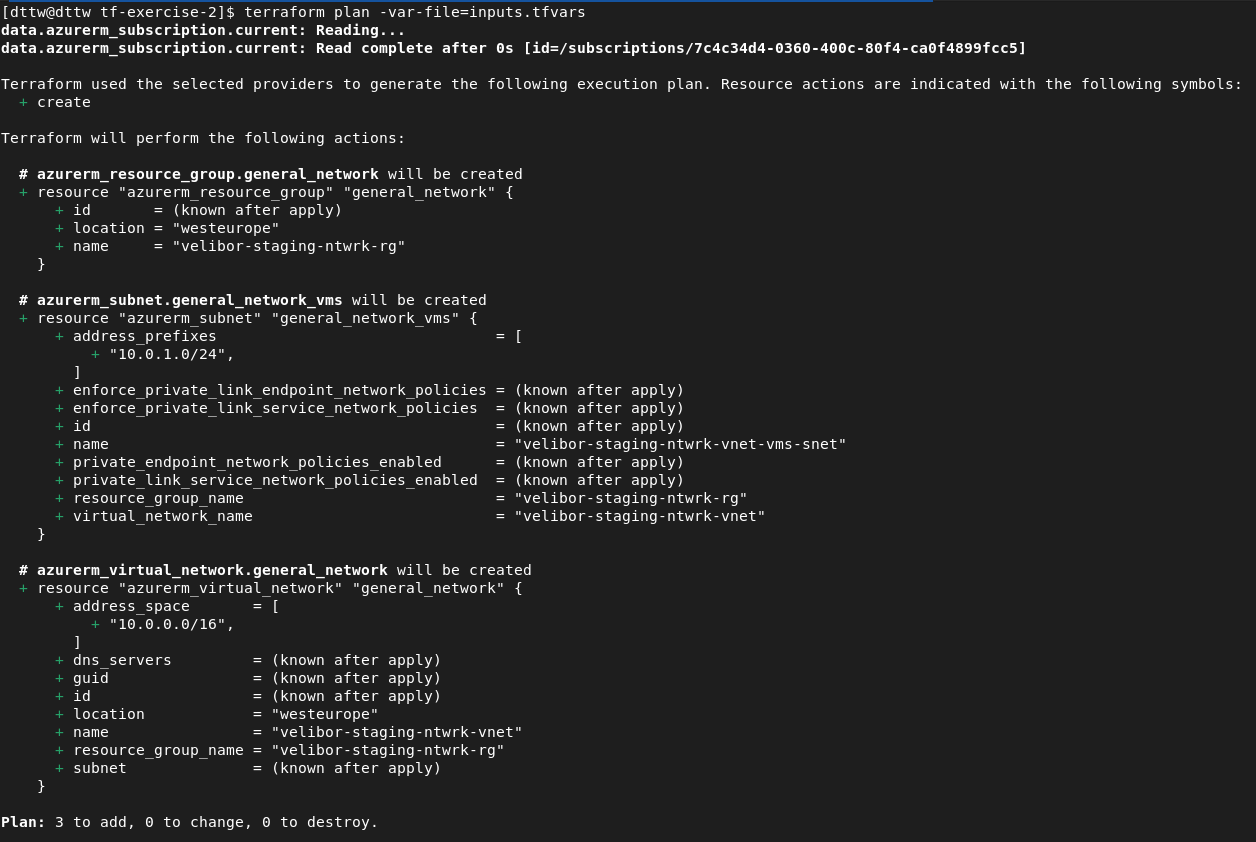 [dttw@dttw tf-exercise-2]$ terraform plan -var-file=inputs.tfvars
data.azurerm_subscription.current: Reading...
data.azurerm_subscription.current: Read complete after 0s [id=/subscriptions/7c4c34d4-0360-400c-80f4-ca0f4899fcc5]

Terraform used the selected providers to generate the following execution plan. Resource actions are indicated with the following symbols:
  + create

Terraform will perform the following actions:

  # azurerm_resource_group.general_network will be created
  + resource "azurerm_resource_group" "general_network" {
      + id       = (known after apply)
      + location = "westeurope"
      + name     = "velibor-staging-ntwrk-rg"
    }

  # azurerm_subnet.general_network_vms will be created
  + resource "azurerm_subnet" "general_network_vms" {
      + address_prefixes                               = [
          + "10.0.1.0/24",
        ]
      + enforce_private_link_endpoint_network_policies = (known after apply)
      + enforce_private_link_service_network_policies  = (known after apply)
      + id                                             = (known after apply)
      + name                                           = "velibor-staging-ntwrk-vnet-vms-snet"
      + private_endpoint_network_policies_enabled      = (known after apply)
      + private_link_service_network_policies_enabled  = (known after apply)
      + resource_group_name                            = "velibor-staging-ntwrk-rg"
      + virtual_network_name                           = "velibor-staging-ntwrk-vnet"
    }

  # azurerm_virtual_network.general_network will be created
  + resource "azurerm_virtual_network" "general_network" {
      + address_space       = [
          + "10.0.0.0/16",
        ]
      + dns_servers         = (known after apply)
      + guid                = (known after apply)
      + id                  = (known after apply)
      + location            = "westeurope"
      + name                = "velibor-staging-ntwrk-vnet"
      + resource_group_name = "velibor-staging-ntwrk-rg"
      + subnet              = (known after apply)
    }

Plan: 3 to add, 0 to change, 0 to destroy.